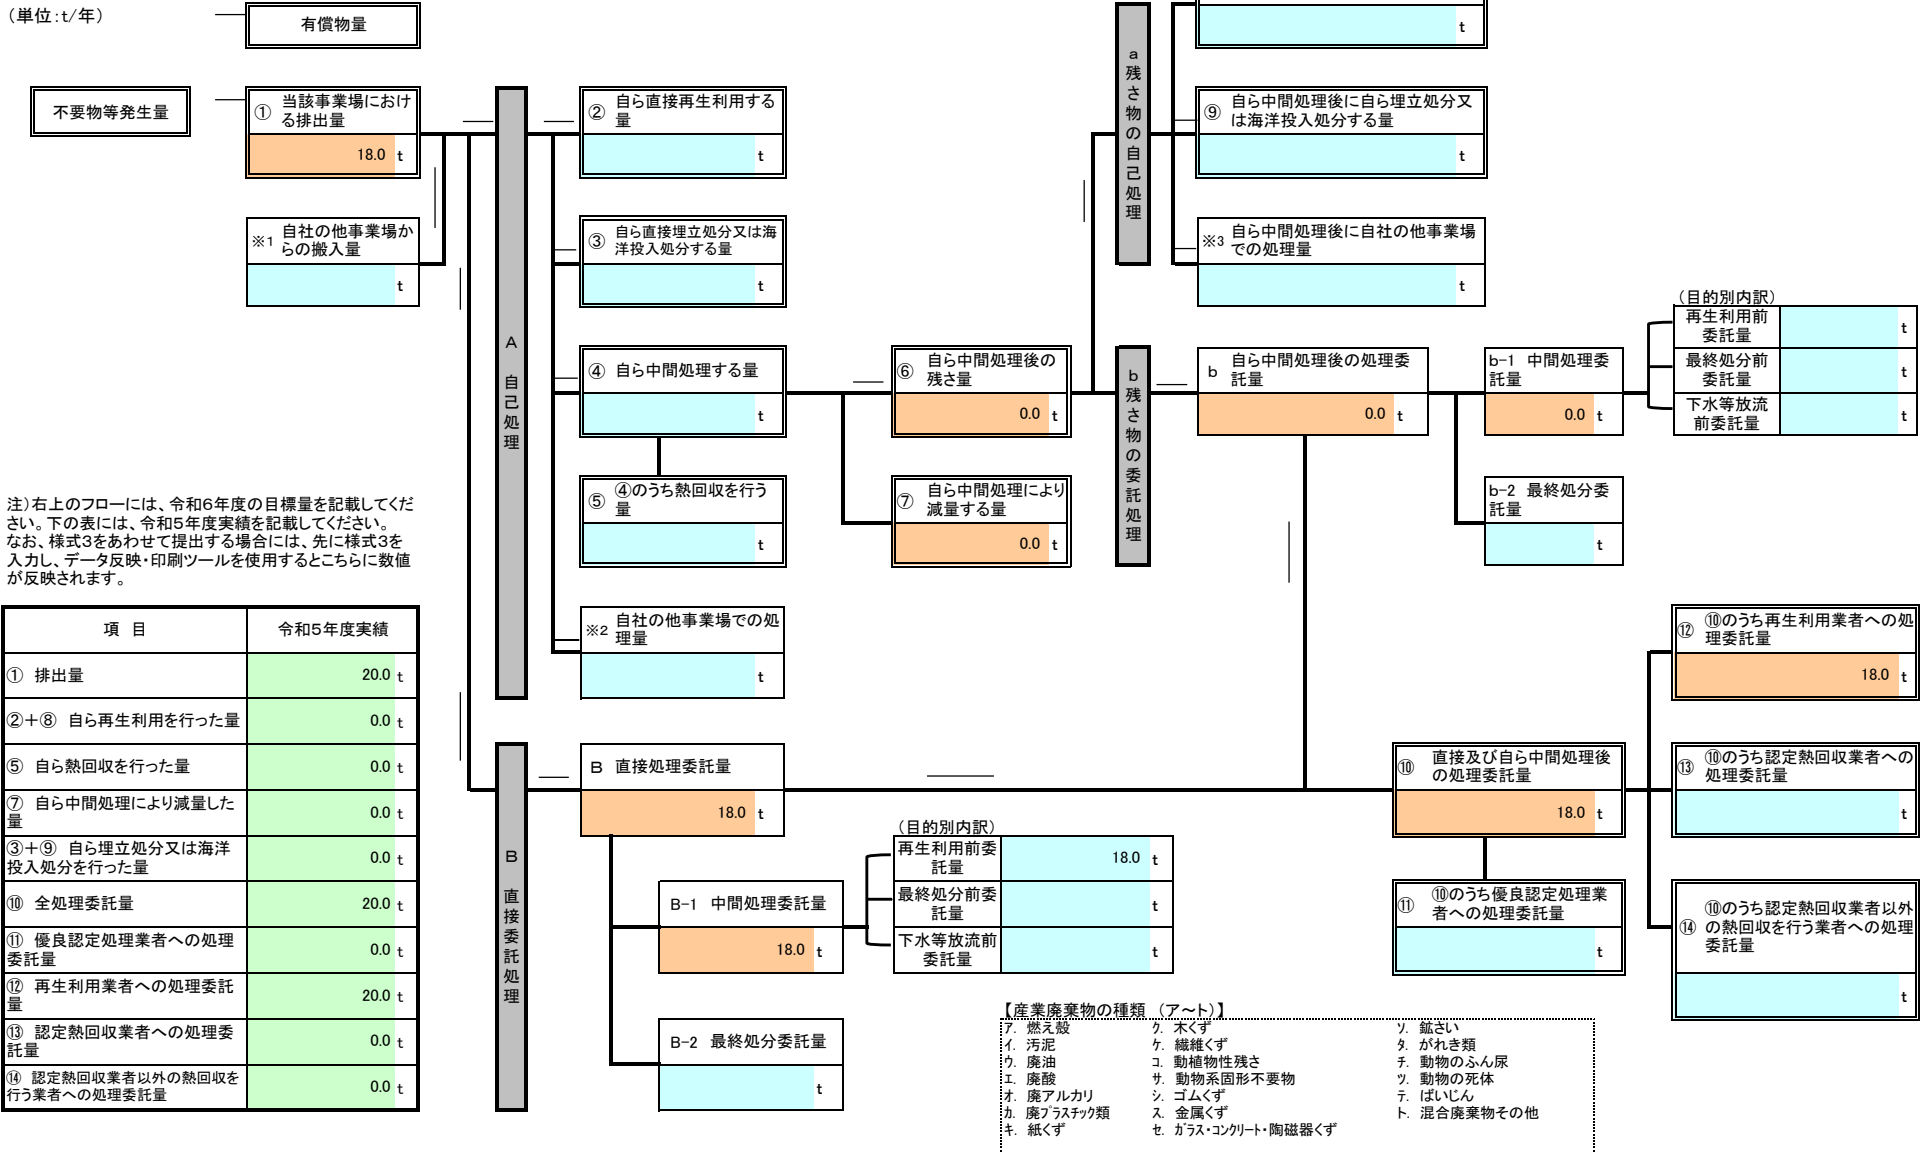 （単位：t/年）
有償物量
t
不要物等発生量
① 当該事業場におけ
る排出量
18.0 t
※1 自社の他事業場か
らの搬入量
t
A 自己処理
② 自ら直接再生利用する
量
t
③ 自ら直接埋立処分又は海
洋投入処分する量
t
④ 自ら中間処理する量
t
⑤ ④のうち熱回収を行う
量
t
※2 自社の他事業場での処
理量
t
⑥ 自ら中間処理後の
残さ量
0.0 t
⑦ 自ら中間処理により
減量する量
0.0 t
a 残さ物の自己処理
⑨ 自ら中間処理後に自ら埋立処分又
は海洋投入処分する量
t
※3 自ら中間処理後に自社の他事業場
での処理量
t
b 残さ物の委託処理
b 自ら中間処理後の処理委
託量
0.0 t
b-1 中間処理委
託量
0.0 t
（目的別内訳）
再生利用前
委託量
t
最終処分前
委託量
t
下水等放流
前委託量
t
b-2 最終処分委
託量
t
注）右上のフローには、令和6年度の目標量を記載してくだ
さい。下の表には、令和5年度実績を記載してください。
なお、様式3をあわせて提出する場合には、先に様式3を
入力し、データ反映・印刷ツールを使用するとこちらに数値
が反映されます。
項 目 令和5年度実績
① 排出量 20.0 t
②＋⑧ 自ら再生利用を行った量 0.0 t
⑤ 自ら熱回収を行った量 0.0 t
⑦ 自ら中間処理により減量した
量 0.0 t
③＋⑨ 自ら埋立処分又は海洋
投入処分を行った量 0.0 t
⑩ 全処理委託量 20.0 t
⑪ 優良認定処理業者への処理
委託量 0.0 t
⑫ 再生利用業者への処理委託
量 20.0 t
⑬ 認定熱回収業者への処理委
託量 0.0 t
⑭ 認定熱回収業者以外の熱回収を
行う業者への処理委託量 0.0 t
B 直接委託処理
B 直接処理委託量
18.0 t
B-1 中間処理委託量
18.0 t
（目的別内訳）
再生利用前委
託量
18.0 t
最終処分前委
託量
t
下水等放流前
委託量
t
B-2 最終処分委託量
t
⑩ 直接及び自ら中間処理後
の処理委託量
18.0 t
⑪ ⑩のうち優良認定処理業
者への処理委託量
t
⑫ ⑩のうち再生利用業者への処
理委託量
18.0 t
⑬ ⑩のうち認定熱回収業者への
処理委託量
t
⑭ ⑩のうち認定熱回収業者以外
の熱回収を行う業者への処理
委託量
t
【産業廃棄物の種類 （ア～ト）】
ア. 燃え殻 ク. 木くず ソ. 鉱さい
イ. 汚泥 ケ. 繊維くず タ. がれき類
ウ. 廃油 コ. 動植物性残さ チ. 動物のふん尿
エ. 廃酸 サ. 動物系固形不要物 ツ. 動物の死体
オ. 廃アルカリ シ. ゴムくず テ. ばいじん
カ. 廃プラスチック類 ス. 金属くず ト. 混合廃棄物その他
キ. 紙くず セ. ガラス・コンクリート・陶磁器くず